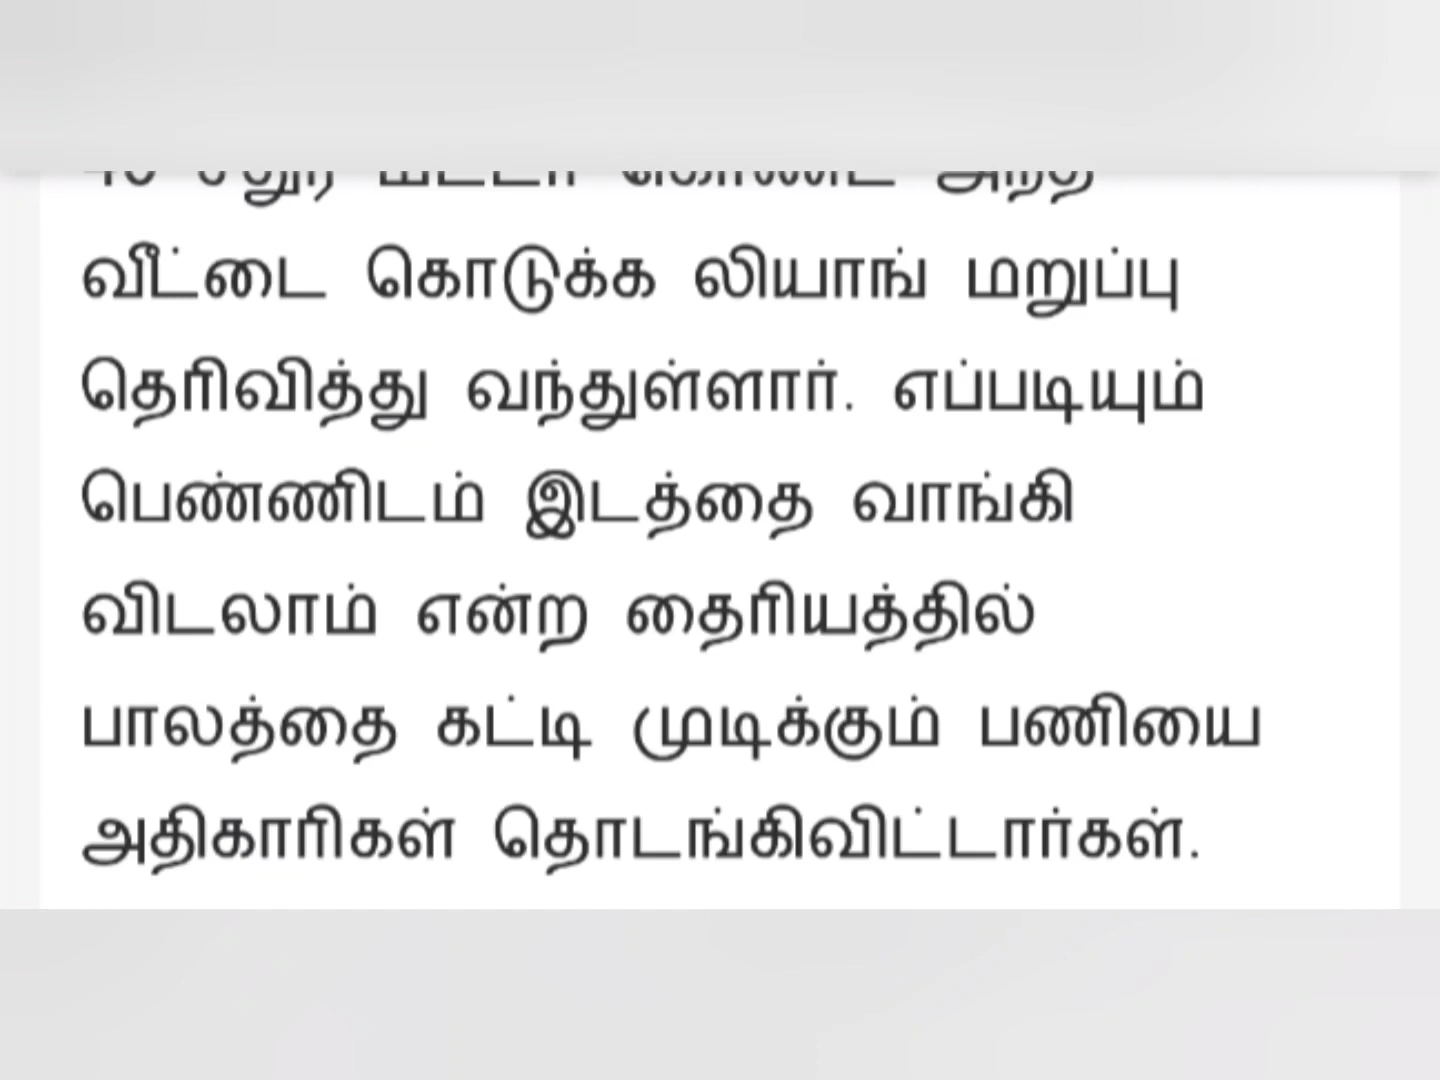 வீட்டை கொடுக்க லியாங் மறுப்பு
தெரிவித்து வந்துள்ளார். எப்படியும்
பெண்ணிடம் இடத்தை வாங்கி
விடலாம் என்ற தைரியத்தில்
பாலத்தை கட்டி முடிக்கும் பணியை
அதிகாரிகள் தொடங்கிவிட்டார்கள்.